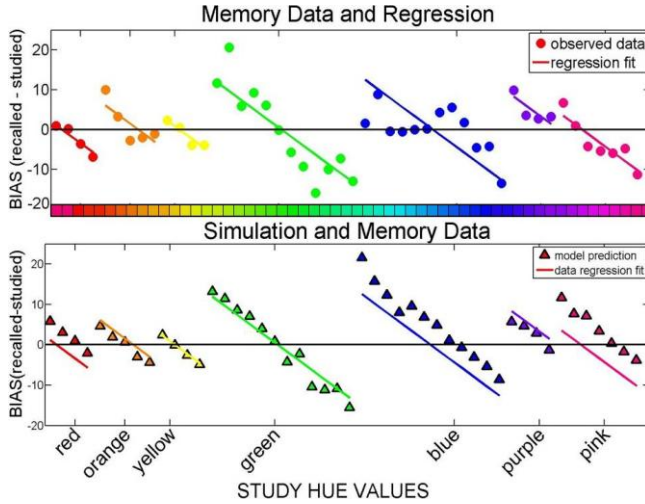 Memory Data and Regression
BIAS (recalled - studied)
20
10
0
-10
-20
observed data
regression fit
Simulation and Memory Data
BIAS(recalled-studied)
20
10
0
-10
-20
model prediction
data regression fit
red
orange
yellow
green
blue
purple
pink
STUDY HUE VALUES